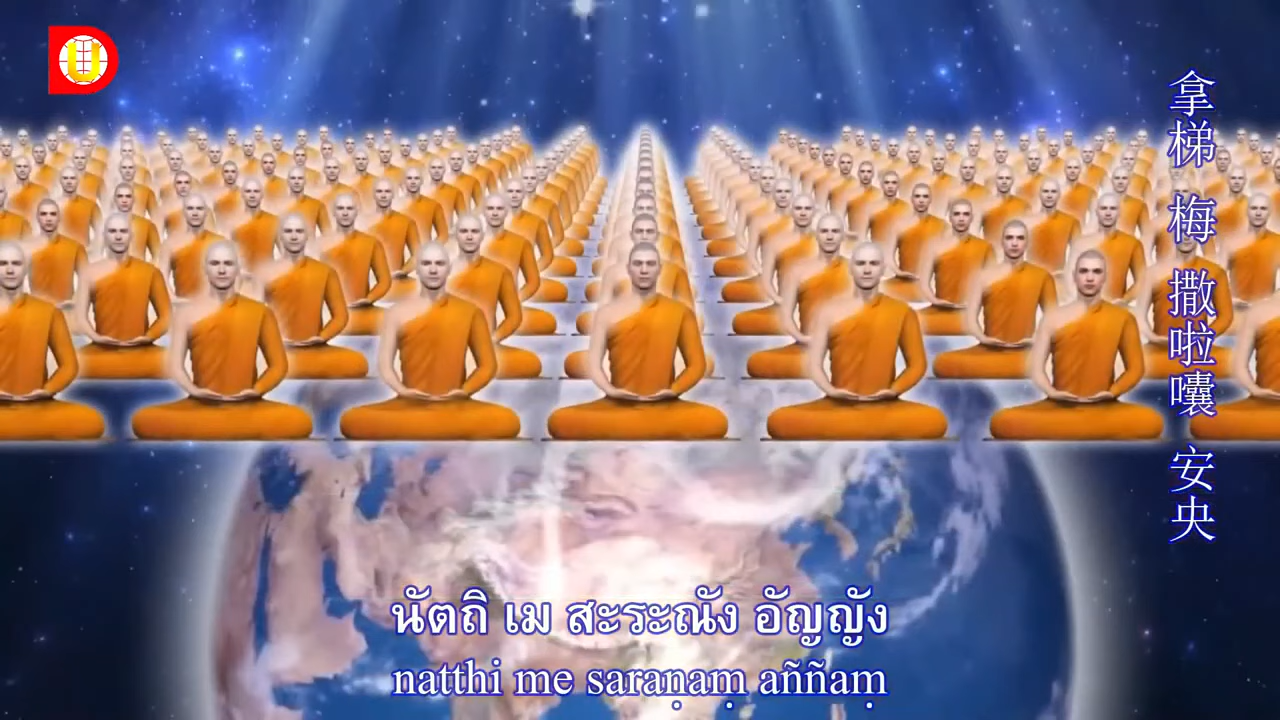 U
拿梯 梅 撒啦囔 安央
นัตถิ เม สะระณัง อัญญัง
natthi me saraṇaṃ aññaṃ